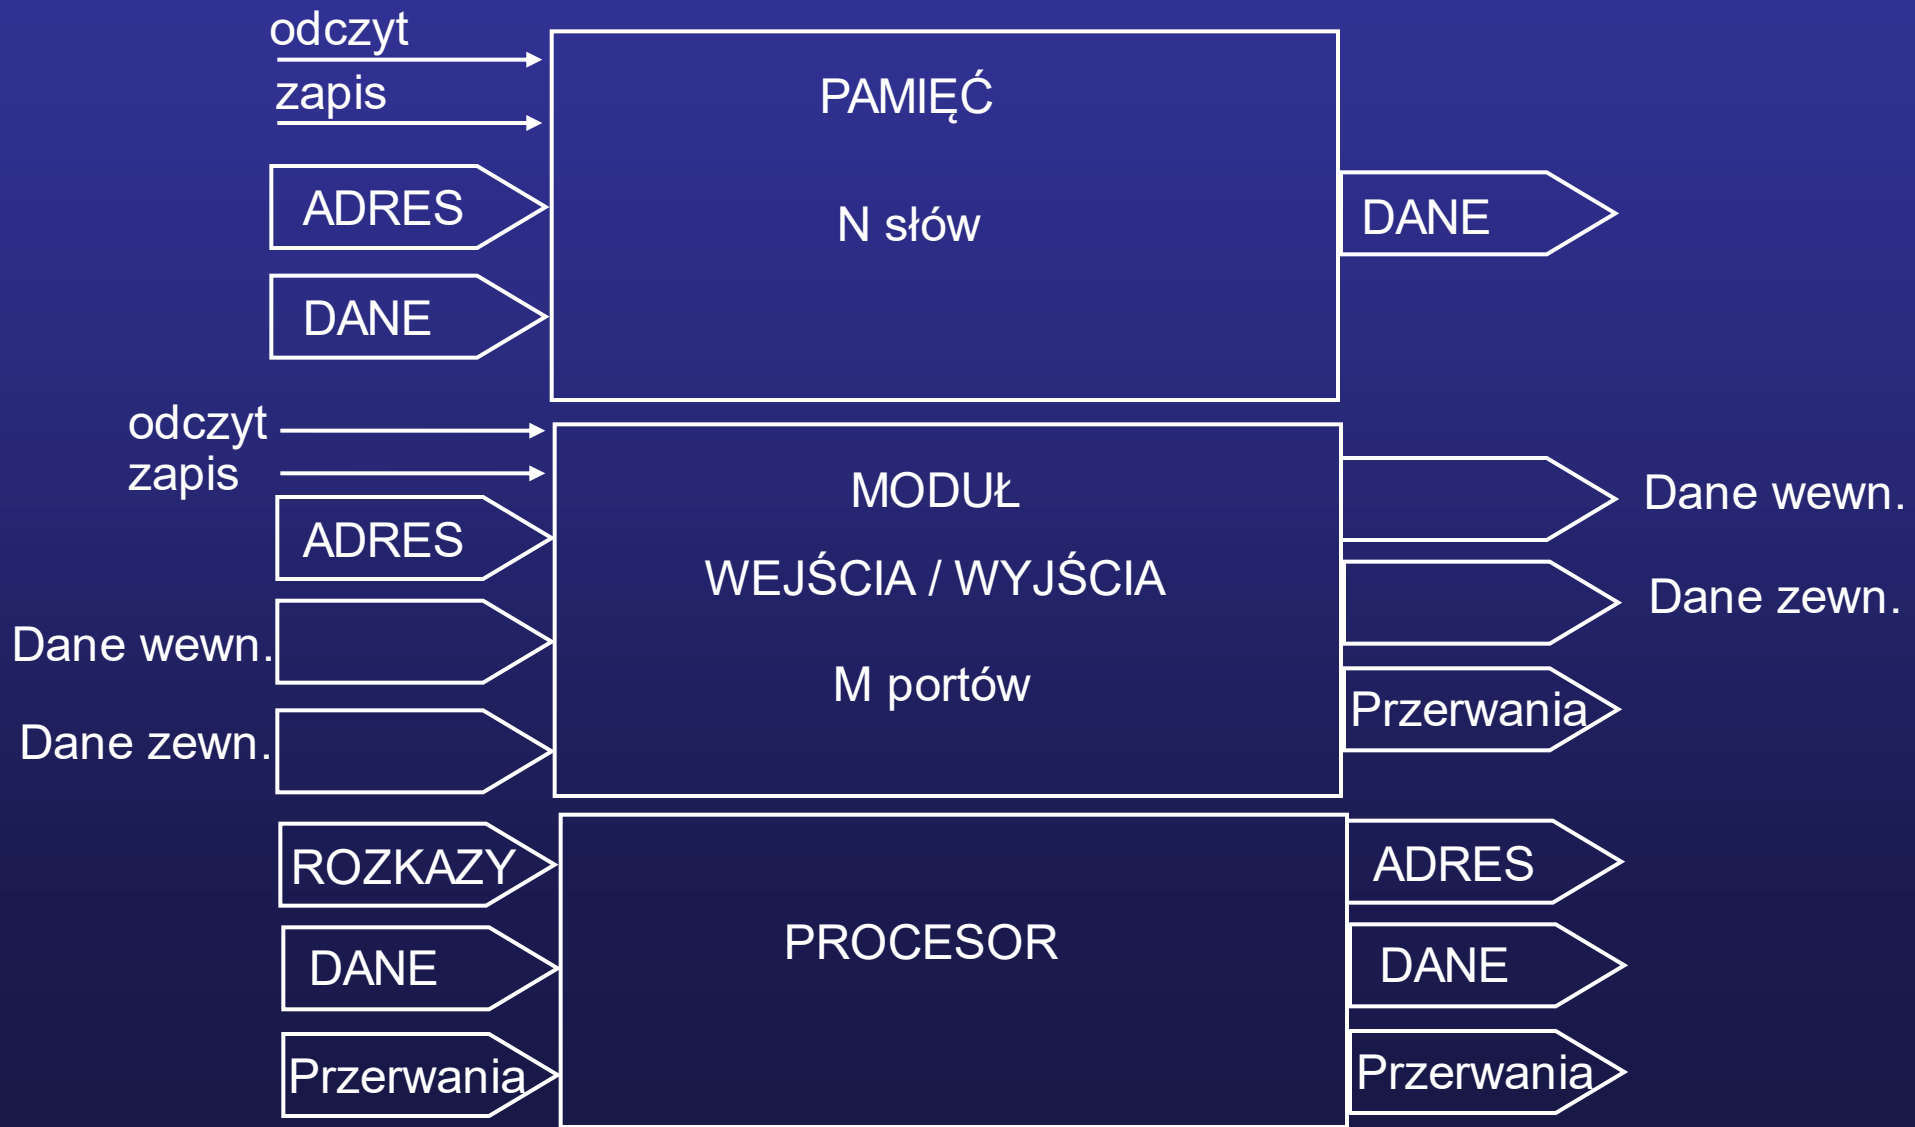 odczyt
zapis
PAMIĘĆ
ADRES
N słów
DANE
DANE
odczyt
zapis
MODUŁ
Dane wewn.
ADRES
WEJŚCIA / WYJŚCIA
Dane zewn.
Dane wewn.
M portów
Przerwania
Dane zewn.
ROZKAZY
ADRES
PROCESOR
DANE
DANE
Przerwania
Przerwania